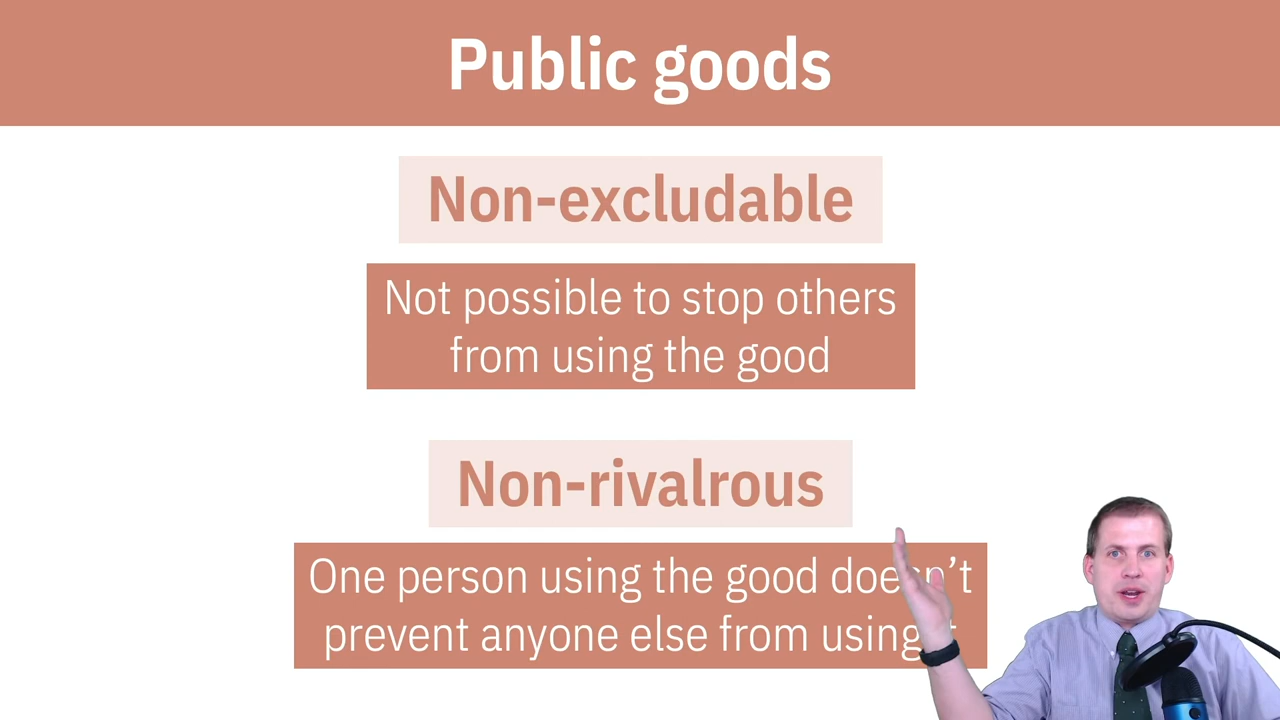 Public goods
Non-excludable
Not possible to stop others
from using the good
Non-rivalrous
One person using the good doesn't
prevent anyone else from using